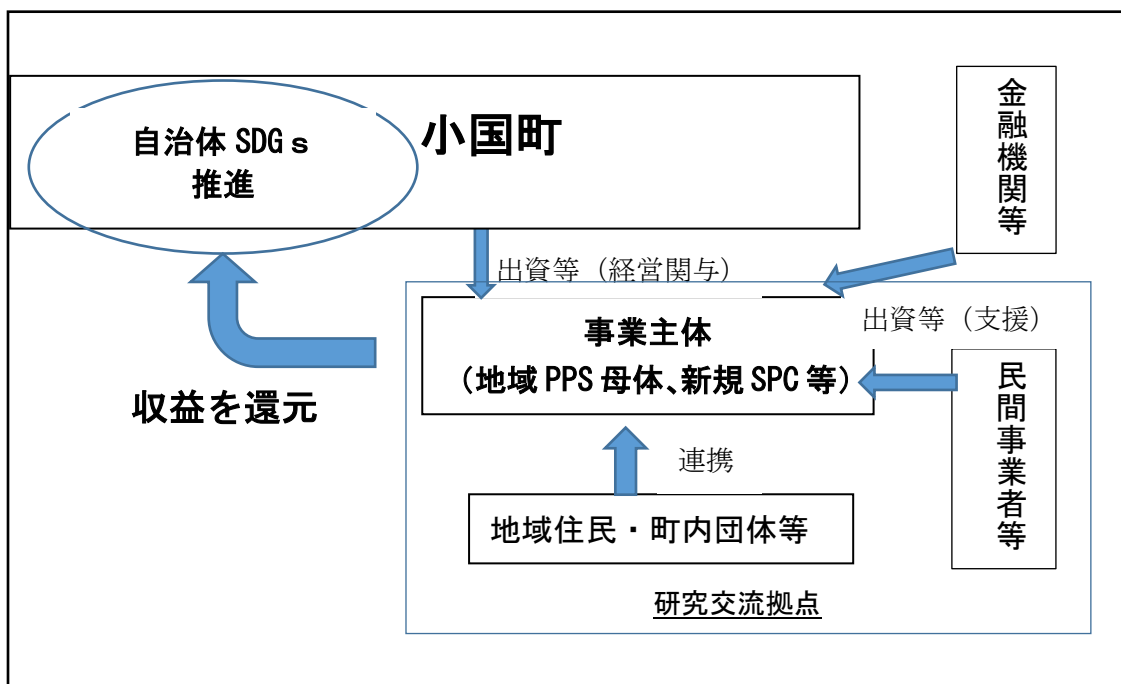 自治体 SDGｓ
推進
小国町
金融機関等
出資等（経営関与）
事業主体
（地域 PPS 母体、新規 SPC 等）
出資等（支援）
民間事業者等
収益を還元
連携
地域住民・町内団体等
研究交流拠点